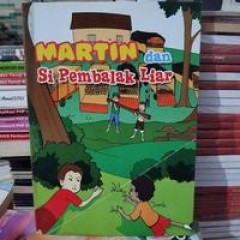 MARTIN dan
Si Pembalak Liar